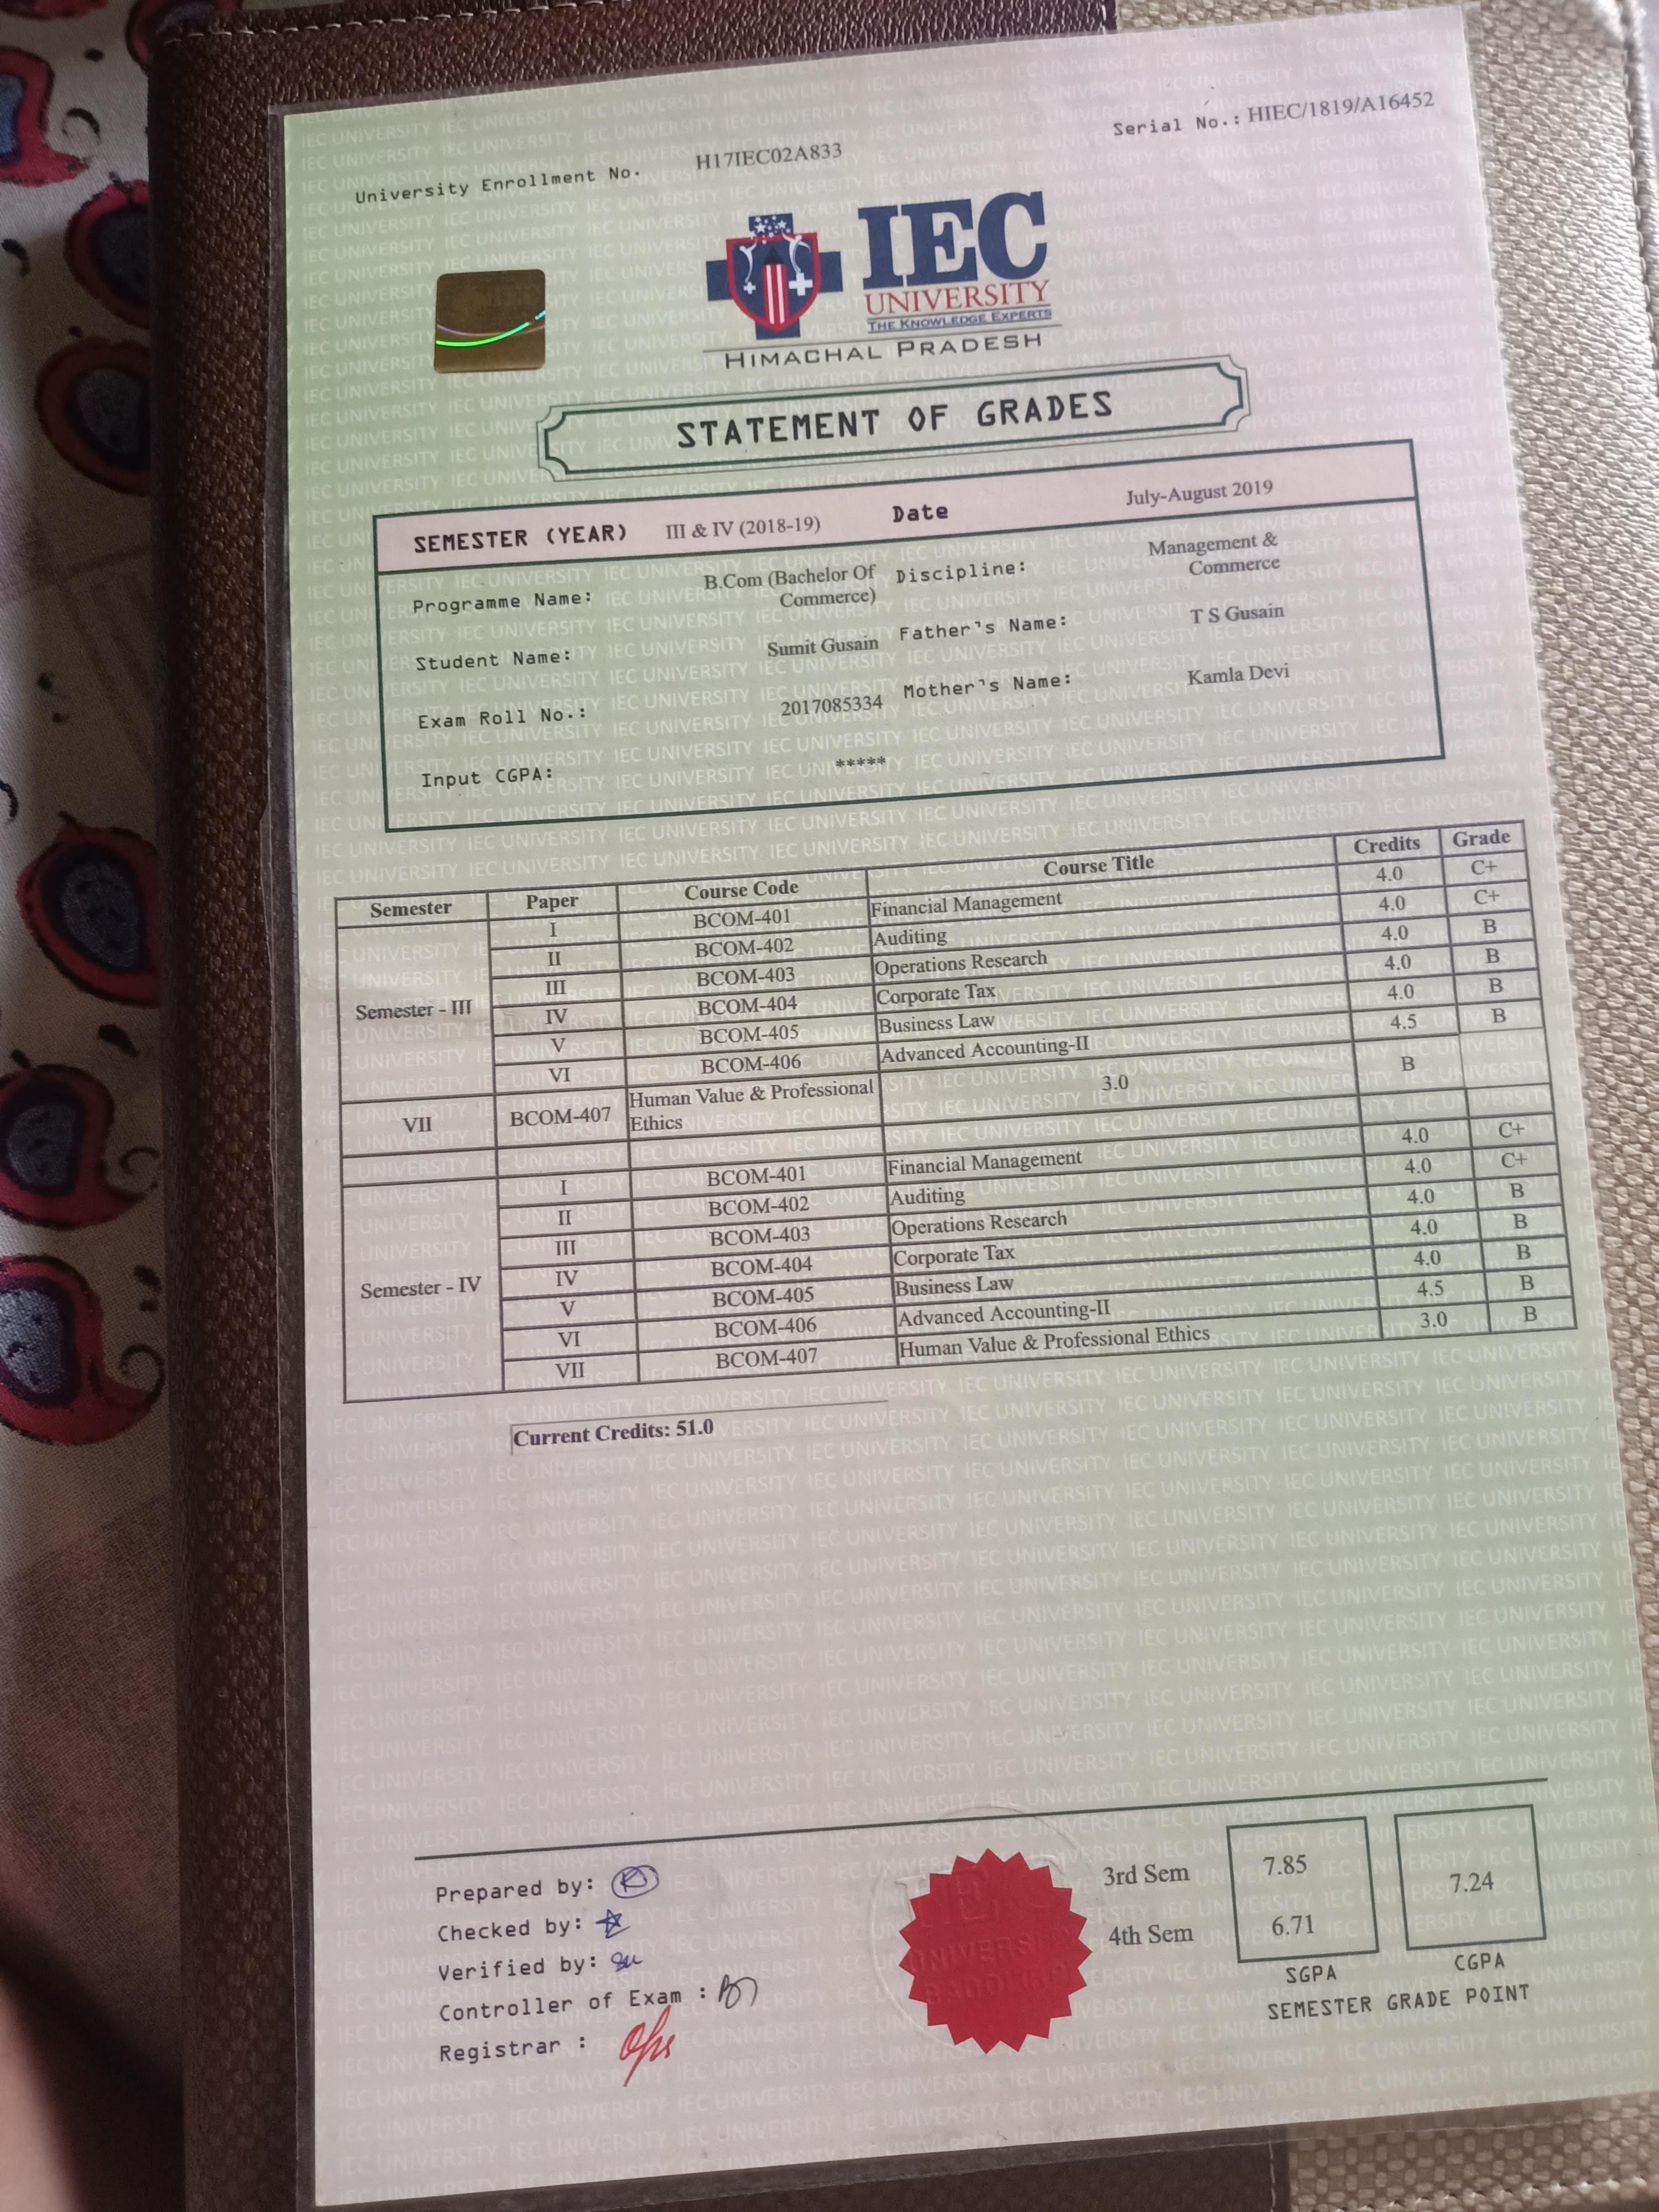 University Enrollment No. H17IEC02A833 Serial No.: HIEC/1819/A16452
IEC
UNIVERSITY
THE KNOWLEDGE EXPERTS
HIMACHAL PRADESH
STATEMENT OF GRADES
SEMESTER (YEAR) III & IV (2018-19) Date July-August 2019
Programme Name: B.Com (Bachelor Of Commerce) Discipline: Management & Commerce
Student Name: Sumit Gusain Father's Name: T S Gusain
Exam Roll No.: 2017085334 Mother's Name: Kamla Devi
Input CGPA: *****
Semester Paper Course Code Course Title Credits Grade
Semester - III
I BCOM-401 Financial Management 4.0 C+
II BCOM-402 Auditing 4.0 C+
III BCOM-403 Operations Research 4.0 B
IV BCOM-404 Corporate Tax 4.0 B
V BCOM-405 Business Law 4.0 B
VI BCOM-406 Advanced Accounting-II 4.5 B
VII BCOM-407 Human Value & Professional Ethics 3.0 B
Semester - IV
I BCOM-401 Financial Management 4.0 C+
II BCOM-402 Auditing 4.0 C+
III BCOM-403 Operations Research 4.0 B
IV BCOM-404 Corporate Tax 4.0 B
V BCOM-405 Business Law 4.0 B
VI BCOM-406 Advanced Accounting-II 4.5 B
VII BCOM-407 Human Value & Professional Ethics 3.0 B
Current Credits: 51.0
Prepared by:
Checked by:
Verified by:
Controller of Exam :
Registrar :
3rd Sem 7.85
4th Sem 6.71
7.24
SGPA CGPA
SEMESTER GRADE POINT